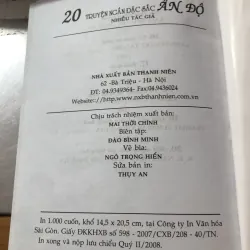 20 TRUYỆN NGẮN ĐẶC SẮC ẤN ĐỘ
NHIỀU TÁC GIẢ
NHÀ XUẤT BẢN THANH NIÊN
62 -Bà Triệu - Hà Nội
ĐT: 04.9349364- Fax 04.9436024
http://www.nxbthanhnien.com.vn
Chịu trách nhiệm xuất bản:
MAI THỜI CHÍNH
Biên tập:
ĐÀO BÌNH MINH
Vẽ bìa:
NGÔ TRỌNG HIỂN
Sửa bản in:
THỤY AN
In 1.000 cuốn, khổ 14,5 x 20,5 cm, tại Công ty In Văn hóa
Sài Gòn. Giấy ĐKKHXB số 598 - 2007/CXB/208 - 40/TN.
In xong và nộp lưu chiểu Quý II/2008.